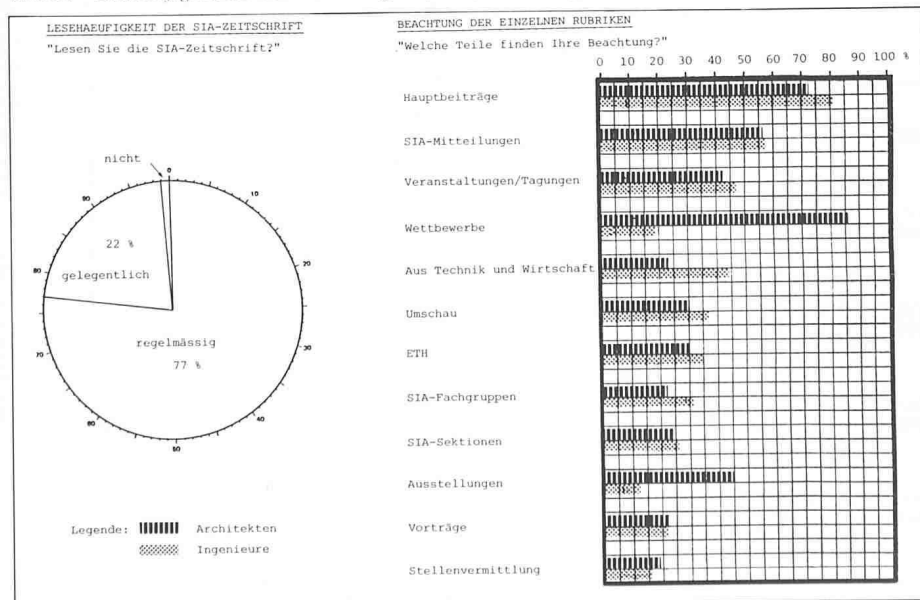 LESEHAEUFIGKEIT DER SIA-ZEITSCHRIFT
"Lesen Sie die SIA-Zeitschrift?"
nicht
0
10
20
30
40
50
60
70
80
90
22 %
gelegentlich
regelmässig
77 %
Legende: Architekten
Ingenieure
BEACHTUNG DER EINZELNEN RUBRIKEN
"Welche Teile finden Ihre Beachtung?"
0 10 20 30 40 50 60 70 80 90 100 %
Hauptbeiträge
SIA-Mitteilungen
Veranstaltungen/Tagungen
Wettbewerbe
Aus Technik und Wirtschaft
Umschau
ETH
SIA-Fachgruppen
SIA-Sektionen
Ausstellungen
Vorträge
Stellenvermittlung